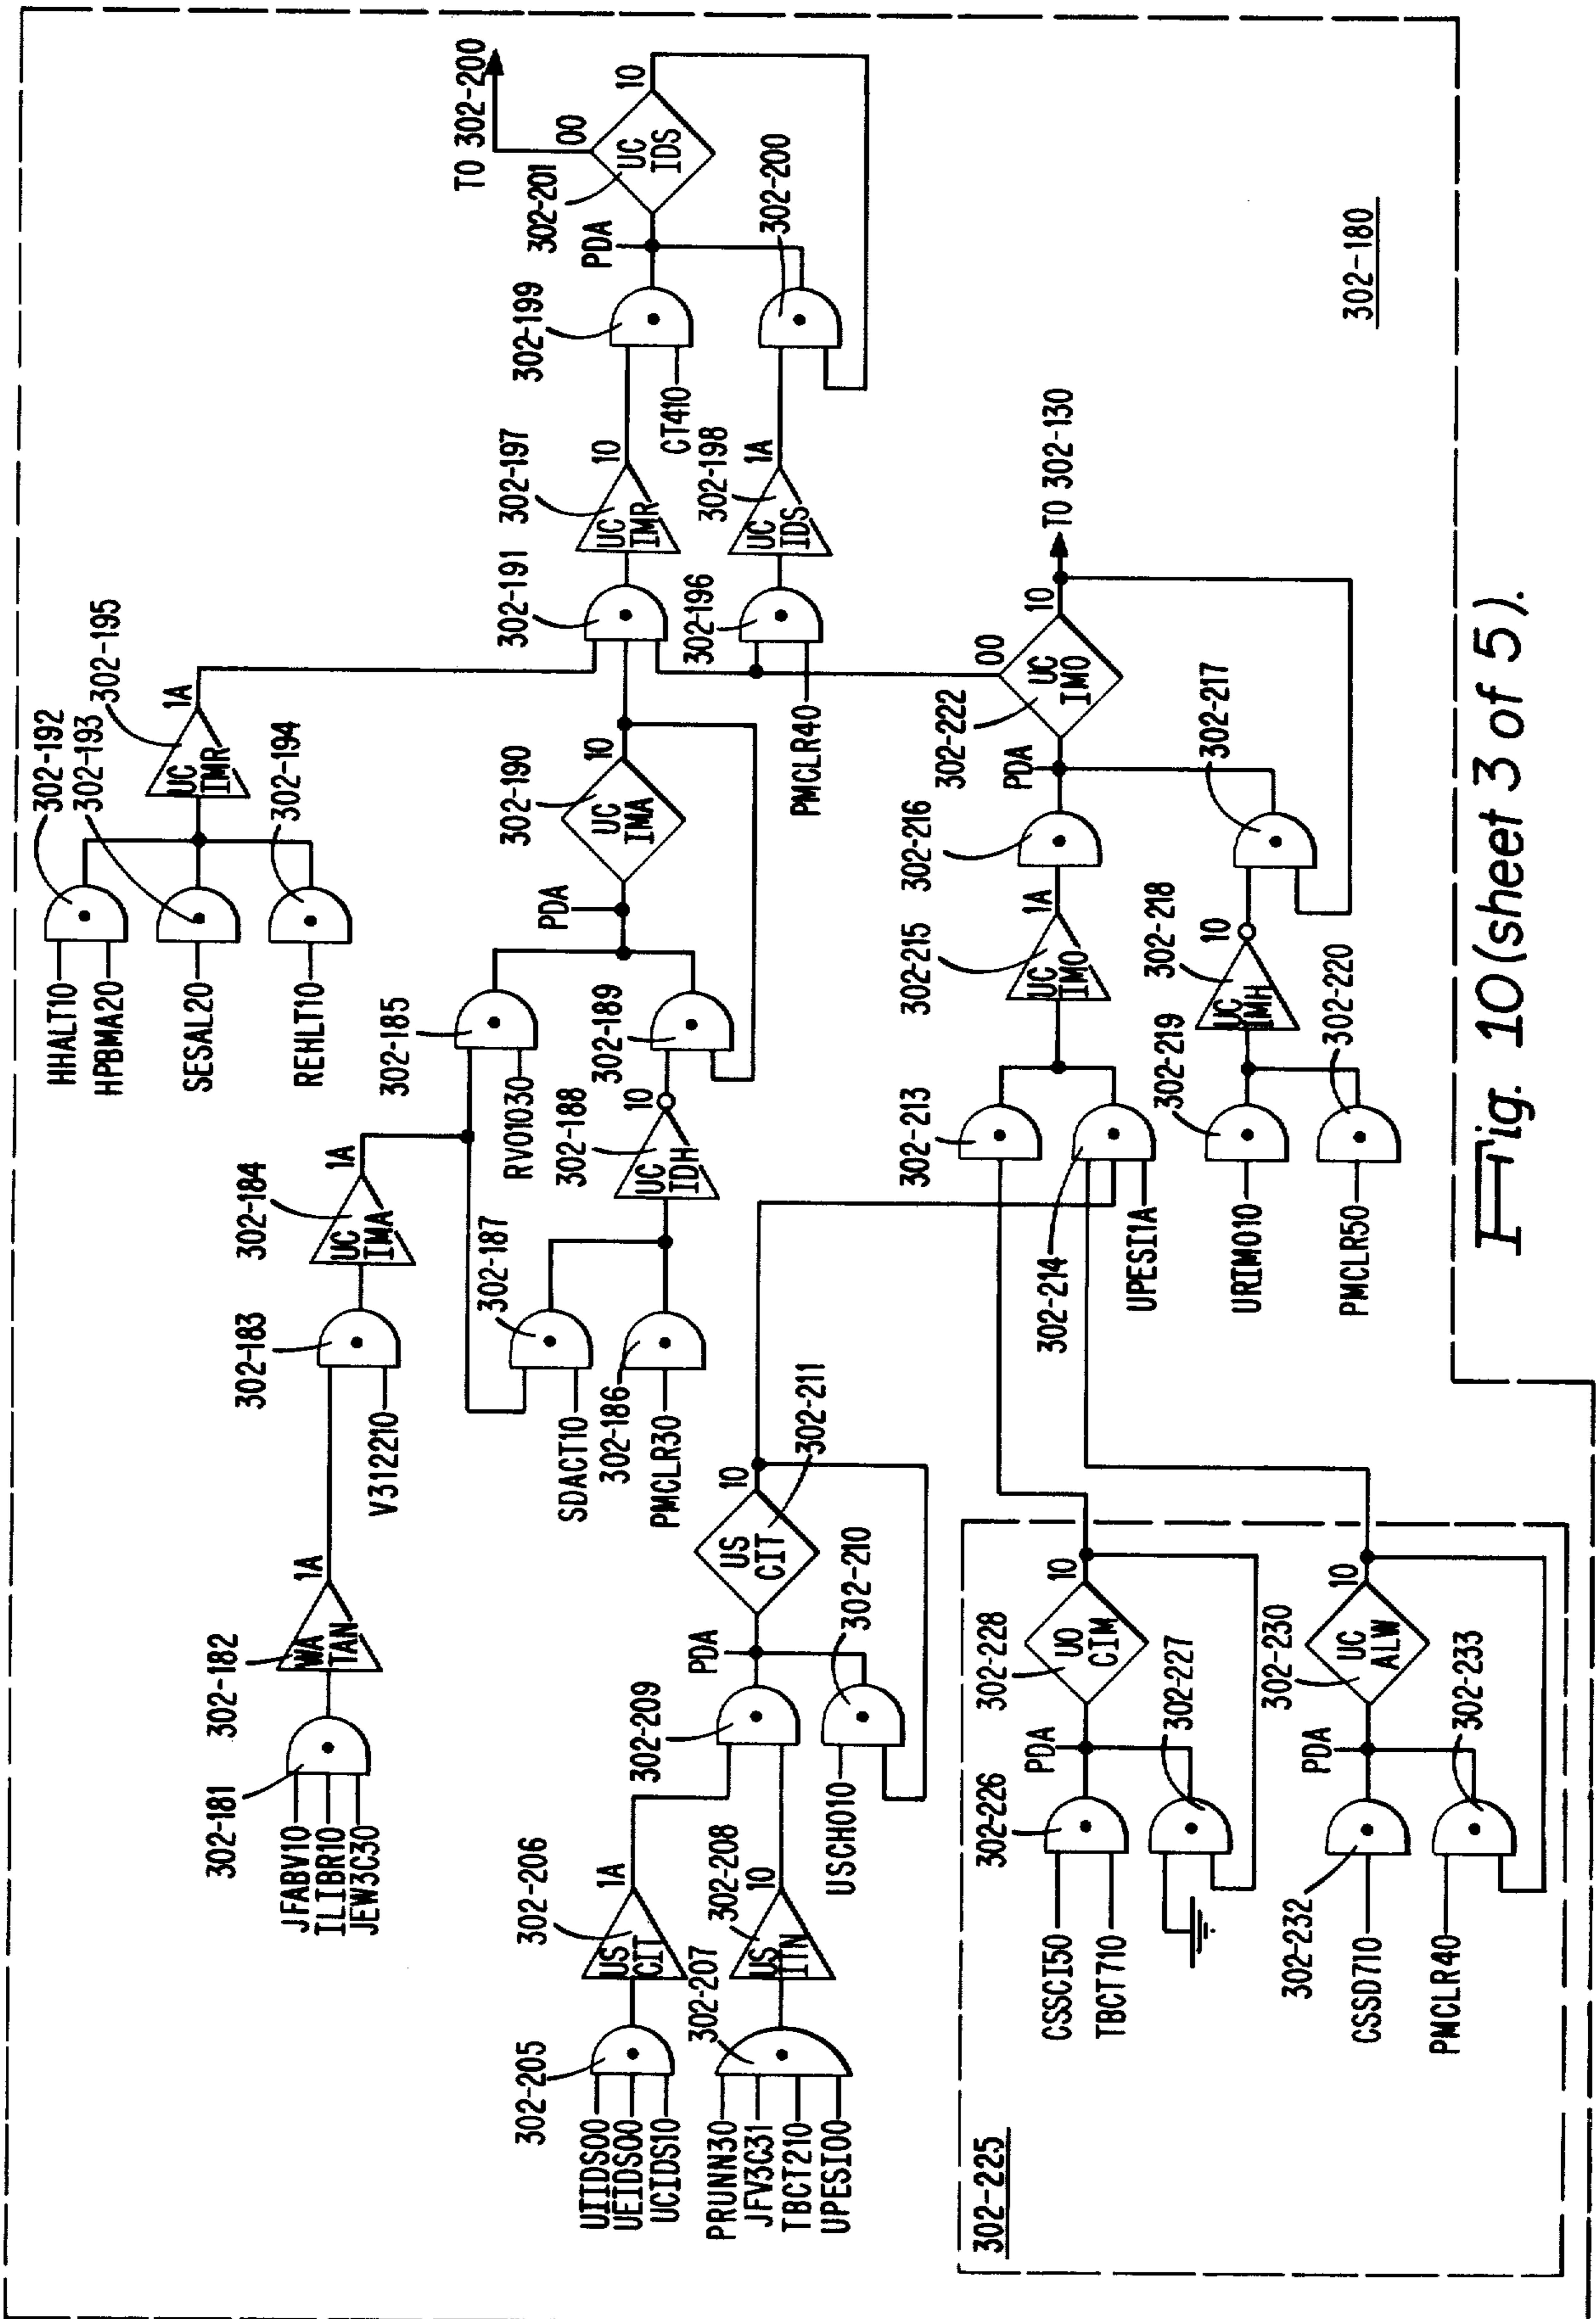 TO 302-200
00
10
UC
IDS
302-201
302-200
PDA
302-199
CT410
302-197
10
UC
IMR
302-198
1A
UC
IDS
302-191
302-196
PMCLR40
302-195
1A
UC
IMR
302-192
302-193
302-194
HHALT10
HPBMA20
SESAL20
REHLT10
302-190
10
UC
IMA
PDA
302-185
RV01030
302-189
10
302-188
UC
IDH
302-184
1A
UC
IMA
302-187
SDACT10
302-186
PMCLR30
302-183
V312210
302-182
1A
WA
TAN
302-181
JFABV10
ILIBR10
JEW3C30
TO 302-130
10
00
UC
IMO
302-222
302-217
PDA
302-216
302-215
1A
UC
IMO
302-218
10
UC
IMH
302-213
302-214
UPESI1A
302-219
302-220
URIMO10
PMCLR50
302-211
10
US
CIT
PDA
302-210
302-209
USCHO10
302-206
1A
US
CIT
302-208
10
US
ITN
302-205
UIIDS00
UEIDS00
UCIDS10
302-207
PRUNN30
JFV3C31
TBCT210
UPESI00
302-228
10
UO
CIM
PDA
302-227
302-226
CSSCI50
TBCT710
302-230
10
UC
ALW
PDA
302-233
302-232
CSSD710
PMCLR40
302-225
302-180
Fig. 10 (sheet 3 of 5).